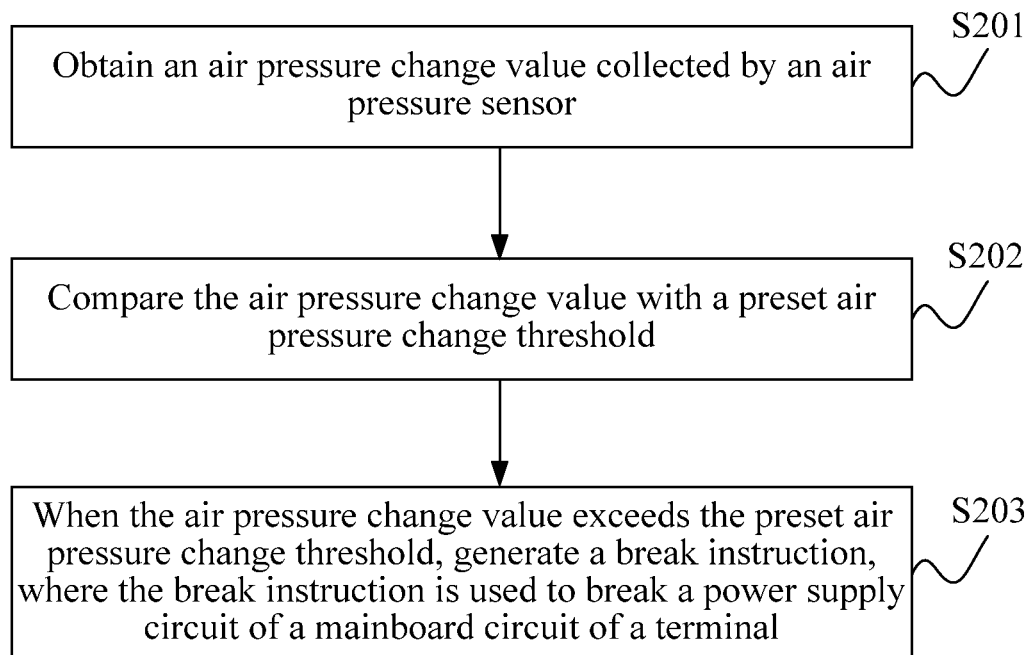 S201
Obtain an air pressure change value collected by an air
pressure sensor
S202
Compare the air pressure change value with a preset air
pressure change threshold
S203
When the air pressure change value exceeds the preset air
pressure change threshold, generate a break instruction,
where the break instruction is used to break a power supply
circuit of a mainboard circuit of a terminal